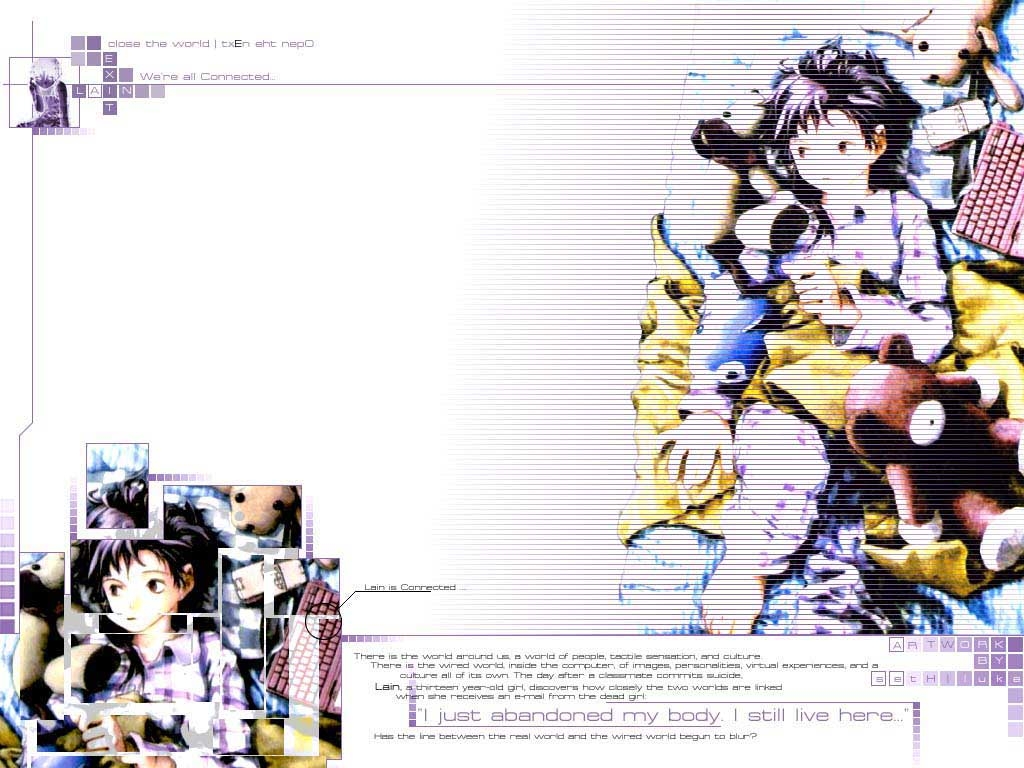 close the world | txEn eht nepO
EXIT
We're all Connected..
LAIN
Lain is Connected ...
There is the world around us, a world of people, tactile sensation, and culture.
There is the wired world, inside the computer, of images, personalities, virtual experiences, and a
culture all of its own. The day after a classmate commits suicide,
Lain, a thirteen year-old girl, discovers how closely the two worlds are linked
when she receives an e-mail from the dead girl:
"I just abandoned my body. I still live here..."
Has the line between the real world and the wired world begun to blur?
ARTWORK
BY